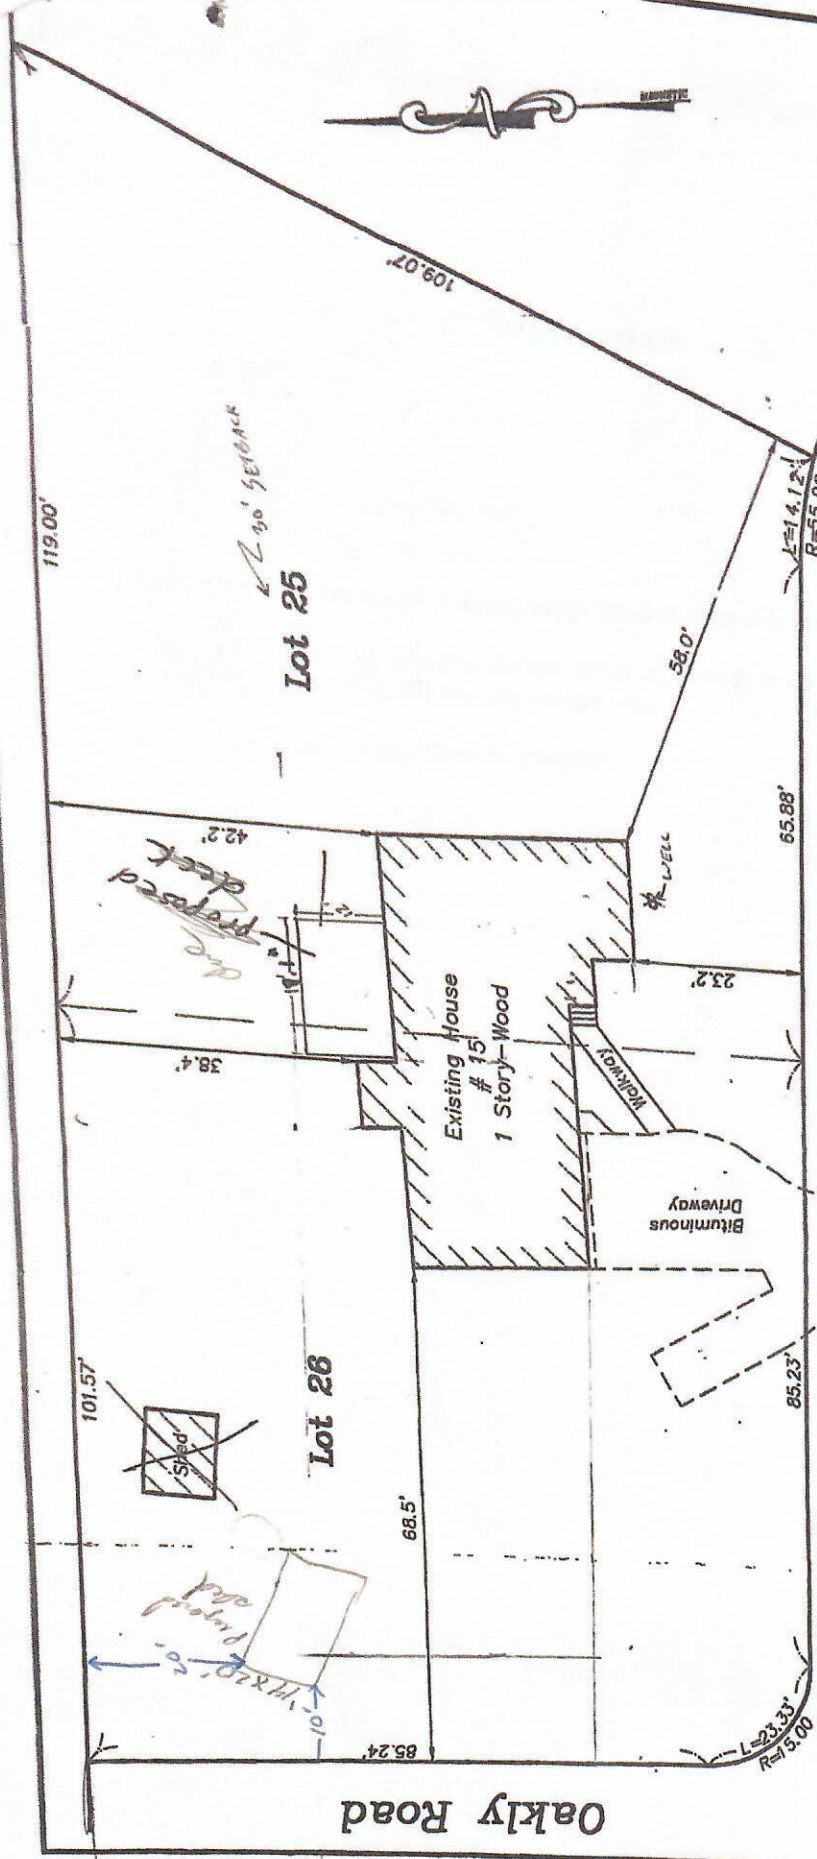 119.00'
109.07'
30' SETBACK
Lot 25
58.0'
L=14.12'
65.88'
42.2'
proposed
deck
WELL
23.2'
38.4'
Existing House
# 15
1 Story-Wood
Walkway
Bituminous
Driveway
101.57'
Shed
Lot 26
85.23'
68.5'
Proposed
shed
14'X20'
20'
10'
85.24'
L=23.33'
R=15.00
Oakly Road